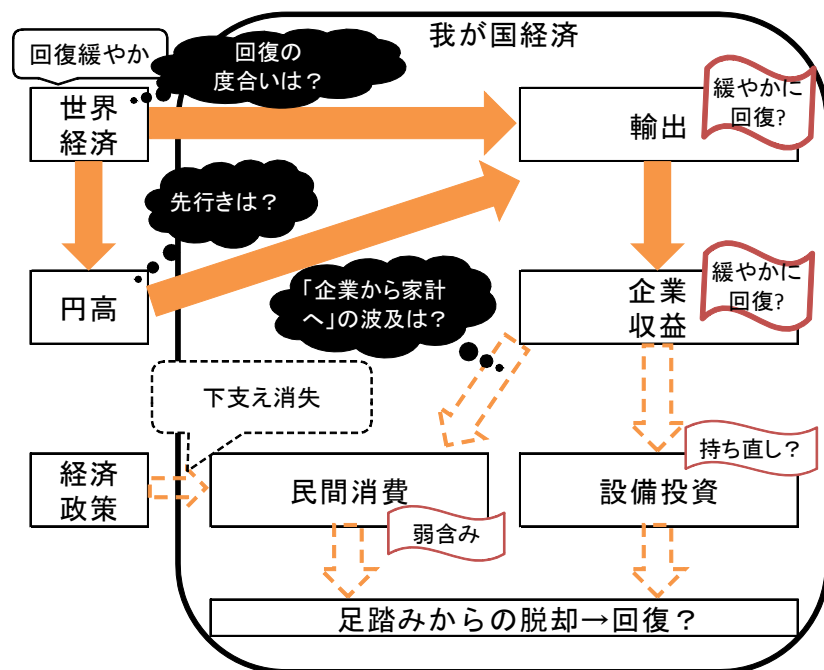 我が国経済
回復緩やか
回復の
度合いは？
世界
経済
輸出
緩やかに
回復?
先行きは？
円高
「企業から家計
へ」の波及は？
企業
収益
緩やかに
回復?
下支え消失
経済
政策
民間消費
弱含み
設備投資
持ち直し？
足踏みからの脱却→回復？